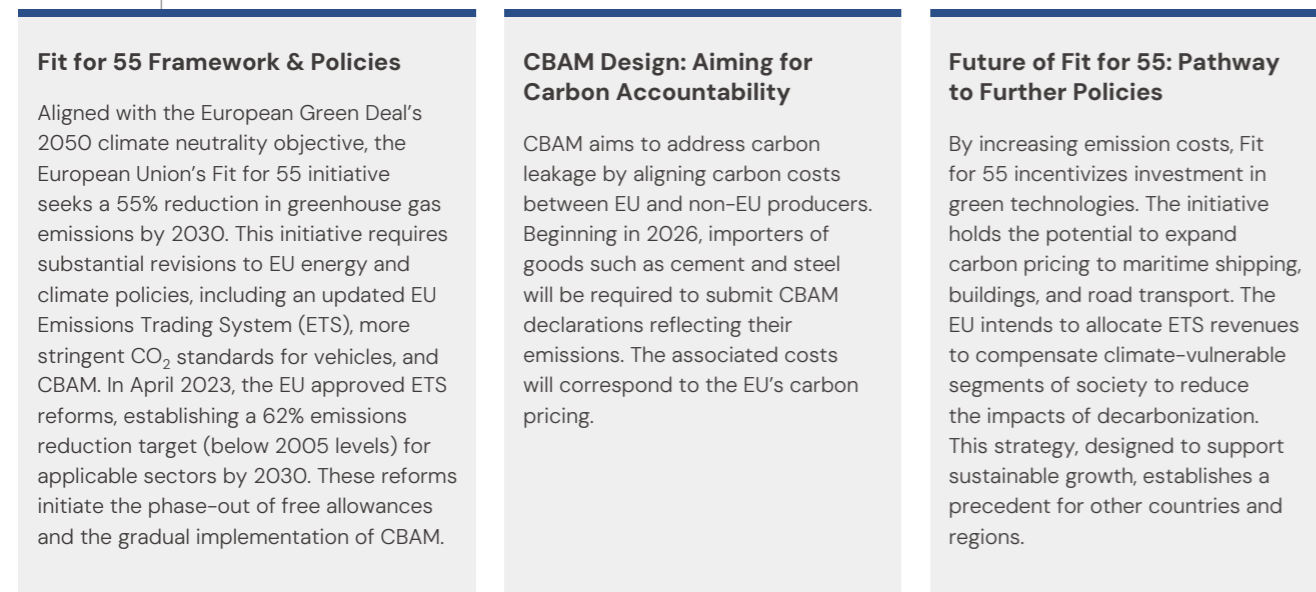 Fit for 55 Framework & Policies
Aligned with the European Green Deal's
2050 climate neutrality objective, the
European Union's Fit for 55 initiative
seeks a 55% reduction in greenhouse gas
emissions by 2030. This initiative requires
substantial revisions to EU energy and
climate policies, including an updated EU
Emissions Trading System (ETS), more
stringent CO₂ standards for vehicles, and
CBAM. In April 2023, the EU approved ETS
reforms, establishing a 62% emissions
reduction target (below 2005 levels) for
applicable sectors by 2030. These reforms
initiate the phase-out of free allowances
and the gradual implementation of CBAM.
CBAM Design: Aiming for
Carbon Accountability
CBAM aims to address carbon
leakage by aligning carbon costs
between EU and non-EU producers.
Beginning in 2026, importers of
goods such as cement and steel
will be required to submit CBAM
declarations reflecting their
emissions. The associated costs
will correspond to the EU's carbon
pricing.
Future of Fit for 55: Pathway
to Further Policies
By increasing emission costs, Fit
for 55 incentivizes investment in
green technologies. The initiative
holds the potential to expand
carbon pricing to maritime shipping,
buildings, and road transport. The
EU intends to allocate ETS revenues
to compensate climate-vulnerable
segments of society to reduce
the impacts of decarbonization.
This strategy, designed to support
sustainable growth, establishes a
precedent for other countries and
regions.